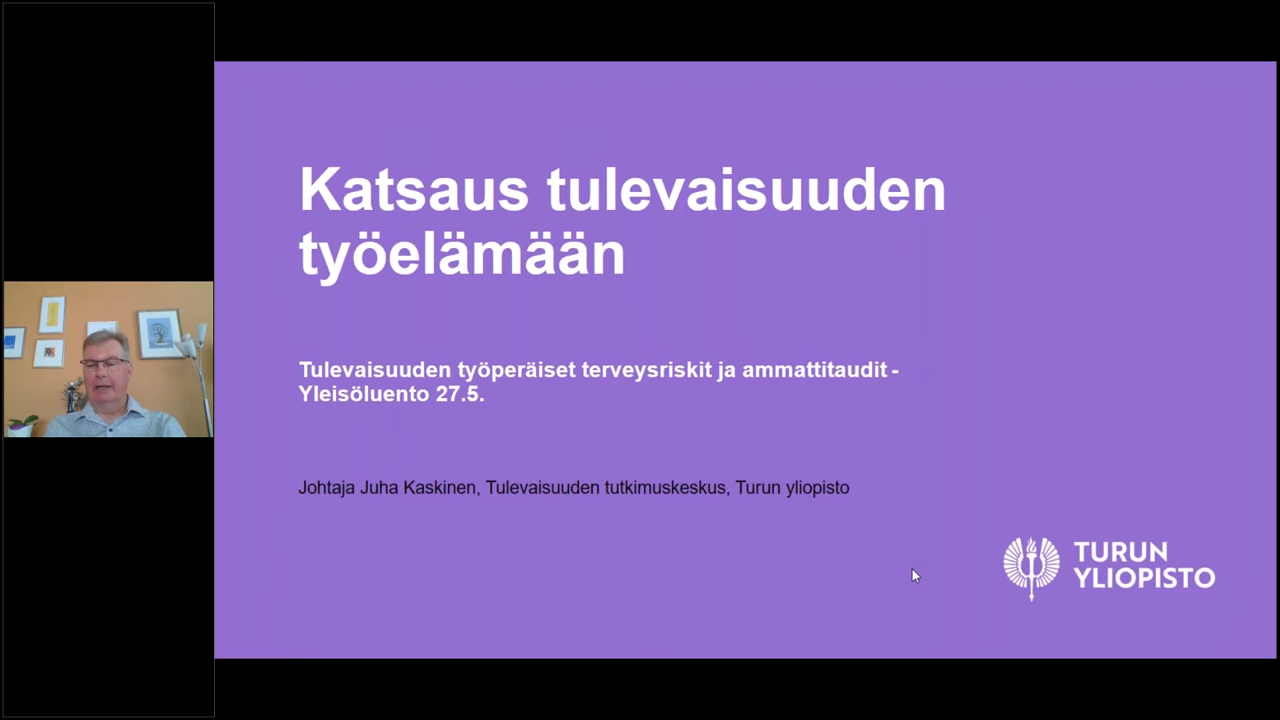 Katsaus tulevaisuuden
työelämään
Tulevaisuuden työperäiset terveysriskit ja ammattitaudit -
Yleisöluento 27.5.
Johtaja Juha Kaskinen, Tulevaisuuden tutkimuskeskus, Turun yliopisto
TURUN
YLIOPISTO